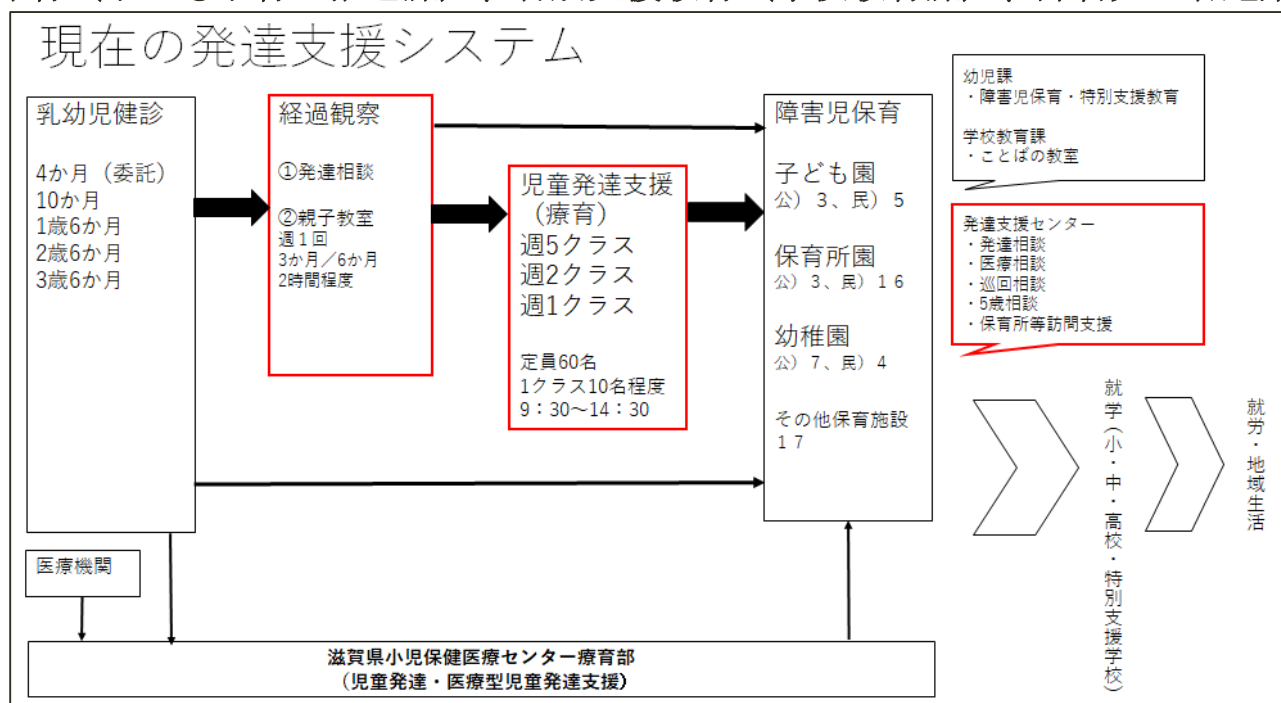 現在の発達支援システム
乳幼児健診
4か月（委託）
10か月
1歳6か月
2歳6か月
3歳6か月
経過観察
①発達相談
②親子教室
週１回
3か月／6か月
2時間程度
児童発達支援
（療育）
週5クラス
週2クラス
週1クラス
定員60名
1クラス10名程度
9：30～14：30
障害児保育
子ども園
公）３、民）５
保育所園
公）３、民）１６
幼稚園
公）７、民）４
その他保育施設
１７
幼児課
・障害児保育・特別支援教育
学校教育課
・ことばの教室
発達支援センター
・発達相談
・医療相談
・巡回相談
・5歳相談
・保育所等訪問支援
就学（小・中・高校・特別支援学校）
就労・地域生活
医療機関
滋賀県小児保健医療センター療育部
（児童発達・医療型児童発達支援）